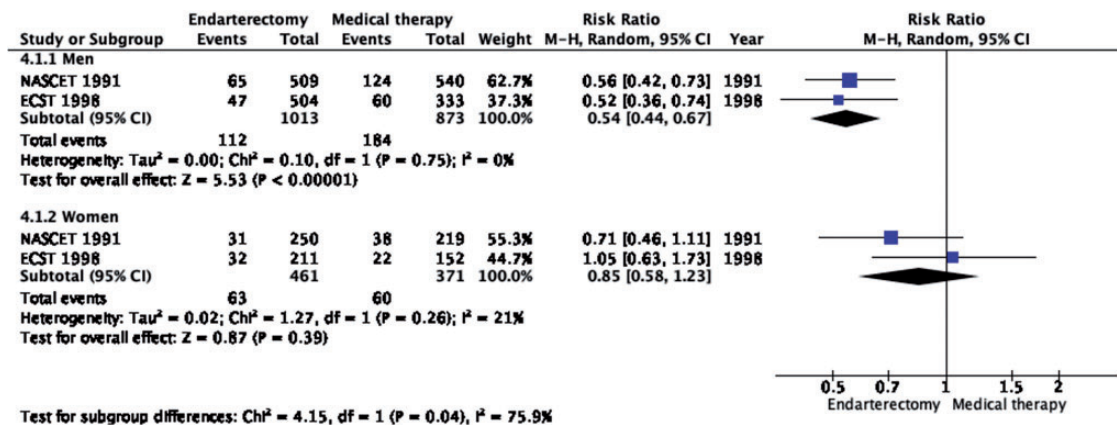 Endarterectomy Medical therapy Risk Ratio Risk Ratio
Study or Subgroup Events Total Events Total Weight M-H, Random, 95% CI Year M-H, Random, 95% CI
4.1.1 Men
NASCET 1991 65 509 124 540 62.7% 0.56 [0.42, 0.73] 1991
ECST 1998 47 504 60 333 37.3% 0.52 [0.36, 0.74] 1998
Subtotal (95% CI) 1013 873 100.0% 0.54 [0.44, 0.67]
Total events 112 184
Heterogeneity: Tau² = 0.00; Chi² = 0.10, df = 1 (P = 0.75); I² = 0%
Test for overall effect: Z = 5.53 (P < 0.00001)
4.1.2 Women
NASCET 1991 31 250 38 219 55.3% 0.71 [0.46, 1.11] 1991
ECST 1998 32 211 22 152 44.7% 1.05 [0.63, 1.73] 1998
Subtotal (95% CI) 461 371 100.0% 0.85 [0.58, 1.23]
Total events 63 60
Heterogeneity: Tau² = 0.02; Chi² = 1.27, df = 1 (P = 0.26); I² = 21%
Test for overall effect: Z = 0.87 (P = 0.39)
0.5 0.7 1 1.5 2
Endarterectomy Medical therapy
Test for subgroup differences: Chi² = 4.15, df = 1 (P = 0.04), I² = 75.9%